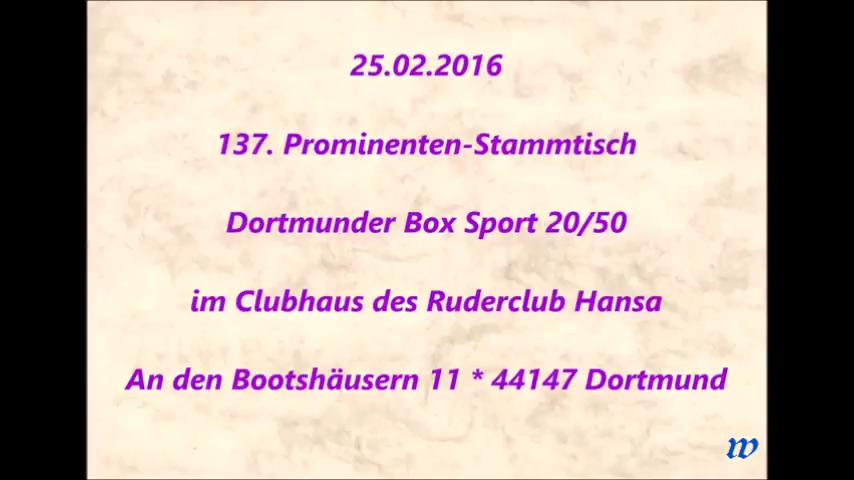 25.02.2016
137. Prominenten-Stammtisch
Dortmunder Box Sport 20/50
im Clubhaus des Ruderclub Hansa
An den Bootshäusern 11 * 44147 Dortmund
w